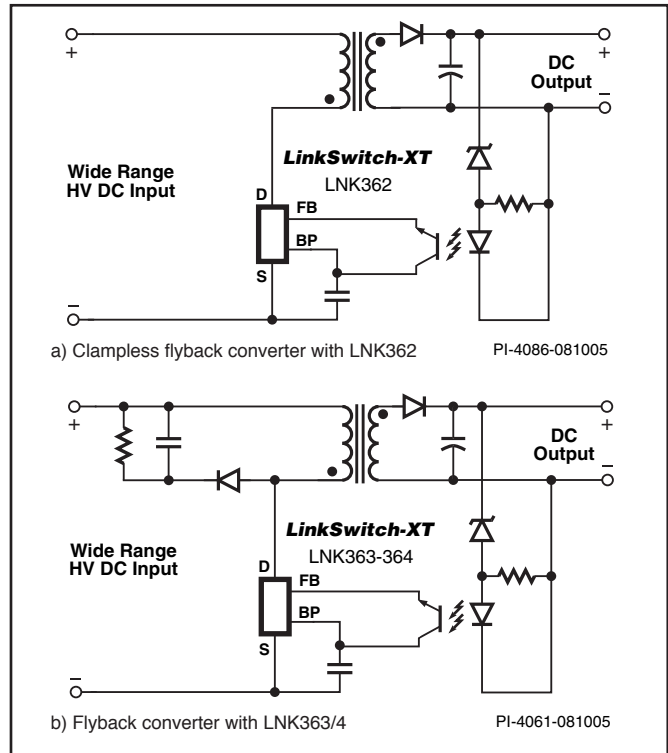 +
+
DC
Output
−
LinkSwitch-XT
LNK362
Wide Range
HV DC Input
D
FB
BP
S
−
a) Clampless flyback converter with LNK362
PI-4086-081005
+
+
DC
Output
−
LinkSwitch-XT
LNK363-364
Wide Range
HV DC Input
D
FB
BP
S
−
b) Flyback converter with LNK363/4
PI-4061-081005